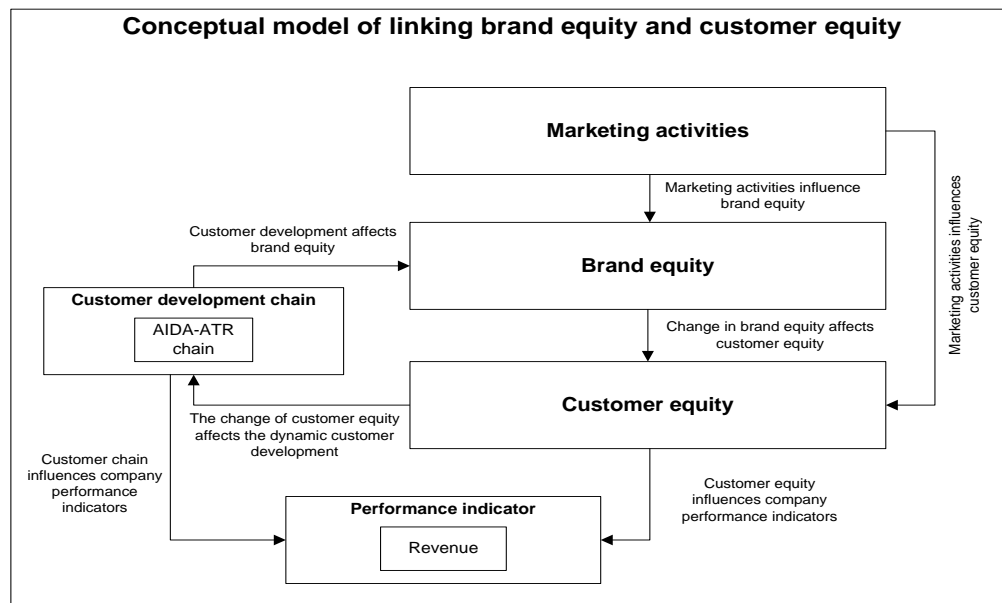 Conceptual model of linking brand equity and customer equity
Marketing activities
Marketing activities influence
brand equity
Marketing activities influences
customer equity
Customer development affects
brand equity
Brand equity
Customer development chain
AIDA-ATR
chain
Change in brand equity affects
customer equity
Customer equity
The change of customer equity
affects the dynamic customer
development
Customer chain
influences company
performance
indicators
Customer equity
influences company
performance indicators
Performance indicator
Revenue